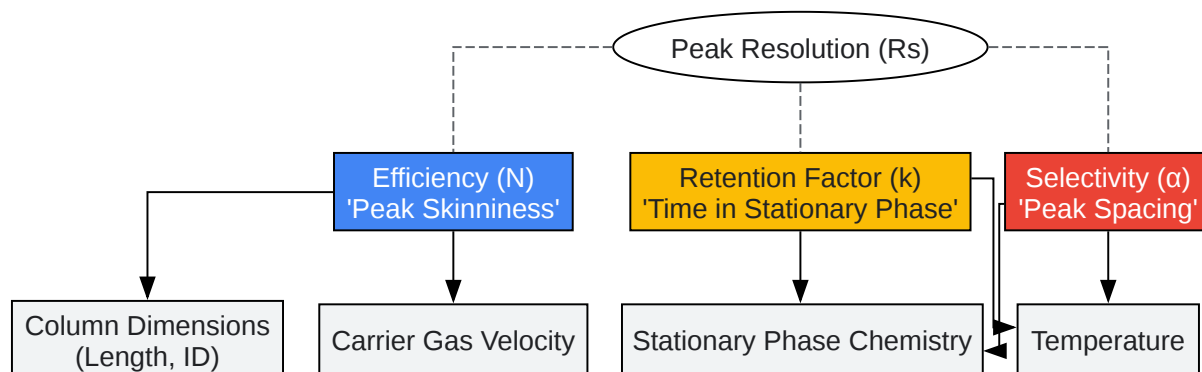 Peak Resolution (Rs)
Efficiency (N)
'Peak Skinniness'
Retention Factor (k)
'Time in Stationary Phase'
Selectivity (α)
'Peak Spacing'
Column Dimensions
(Length, ID)
Carrier Gas Velocity
Stationary Phase Chemistry
Temperature